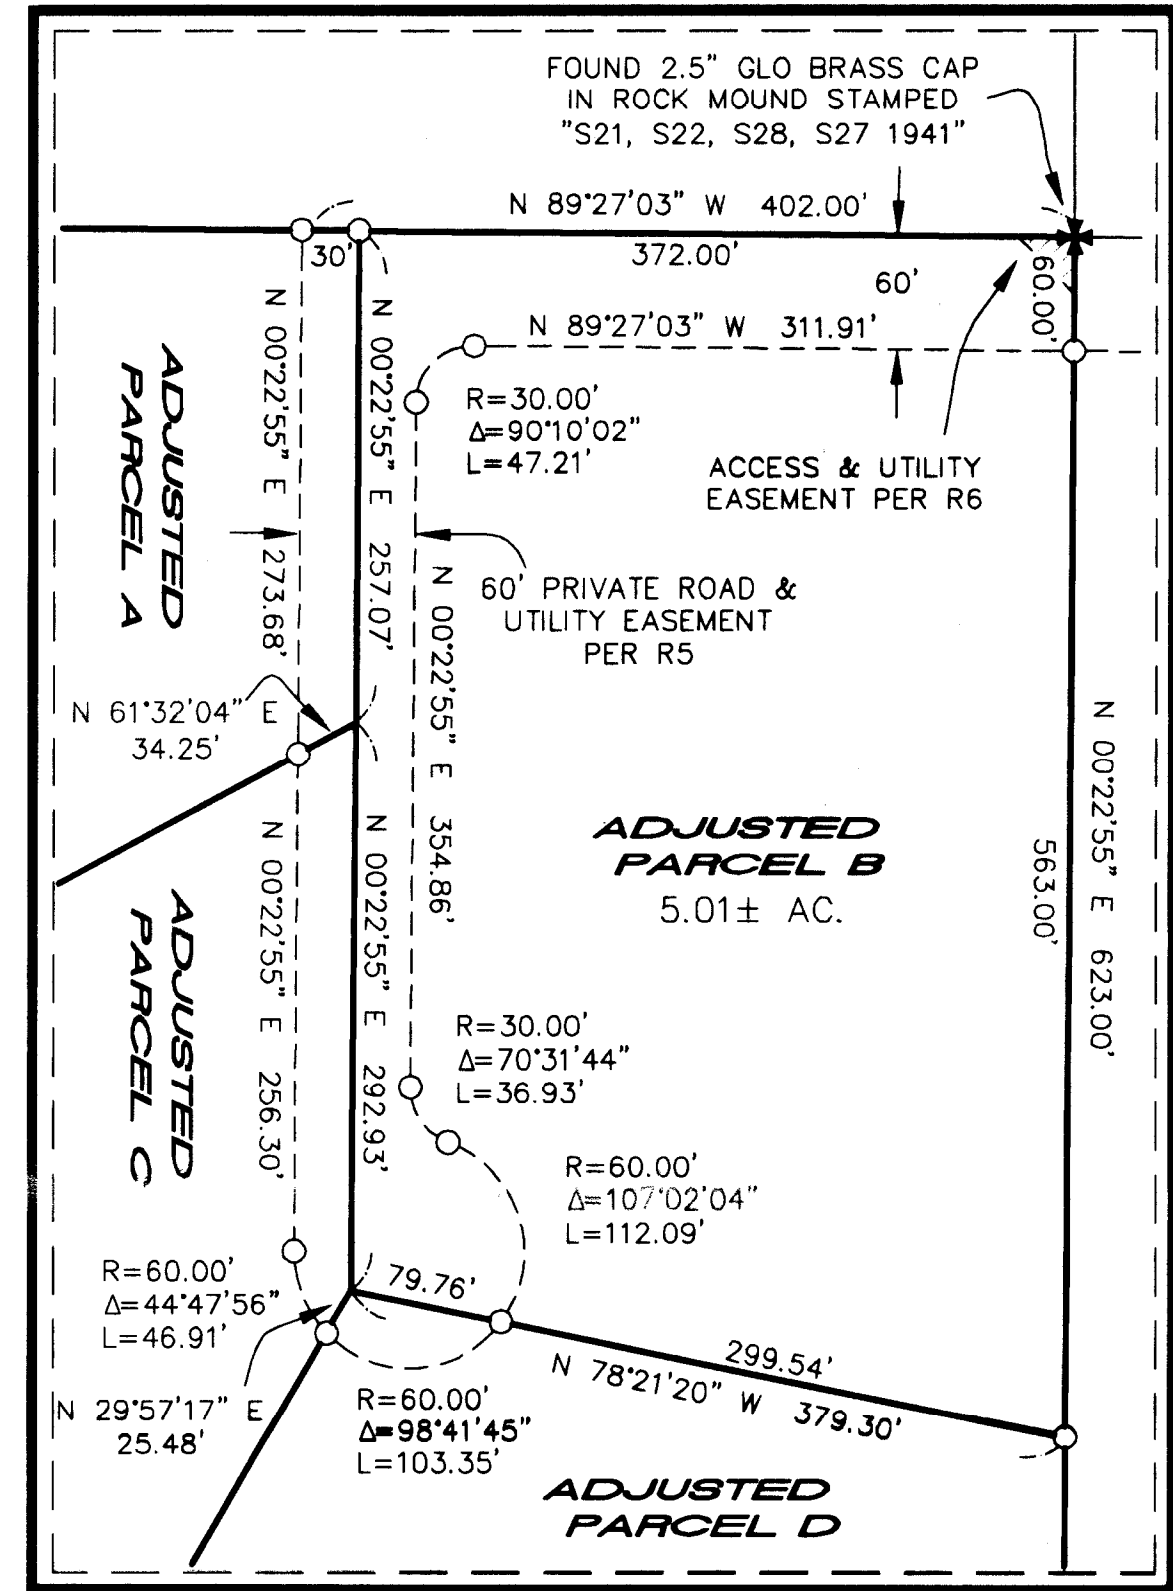 FOUND 2.5" GLO BRASS CAP
IN ROCK MOUND STAMPED
"S21, S22, S28, S27 1941"
N 89°27'03" W 402.00'
30'
372.00'
60'
60.00'
N 89°27'03" W 311.91'
R=30.00'
Δ=90°10'02"
L=47.21'
ACCESS & UTILITY
EASEMENT PER R6
N 00°22'55" E 273.68'
N 00°22'55" E 257.07'
ADJUSTED
PARCEL A
60' PRIVATE ROAD &
UTILITY EASEMENT
PER R5
N 00°22'55" E 354.86'
N 61°32'04" E
34.25'
N 00°22'55" E 623.00'
563.00'
ADJUSTED
PARCEL B
5.01± AC.
N 00°22'55" E 256.30'
N 00°22'55" E 292.93'
ADJUSTED
PARCEL C
R=30.00'
Δ=70°31'44"
L=36.93'
R=60.00'
Δ=107°02'04"
L=112.09'
R=60.00'
Δ=44°47'56"
L=46.91'
79.76'
299.54'
N 78°21'20" W 379.30'
N 29°57'17" E
25.48'
R=60.00'
Δ=98°41'45"
L=103.35'
ADJUSTED
PARCEL D